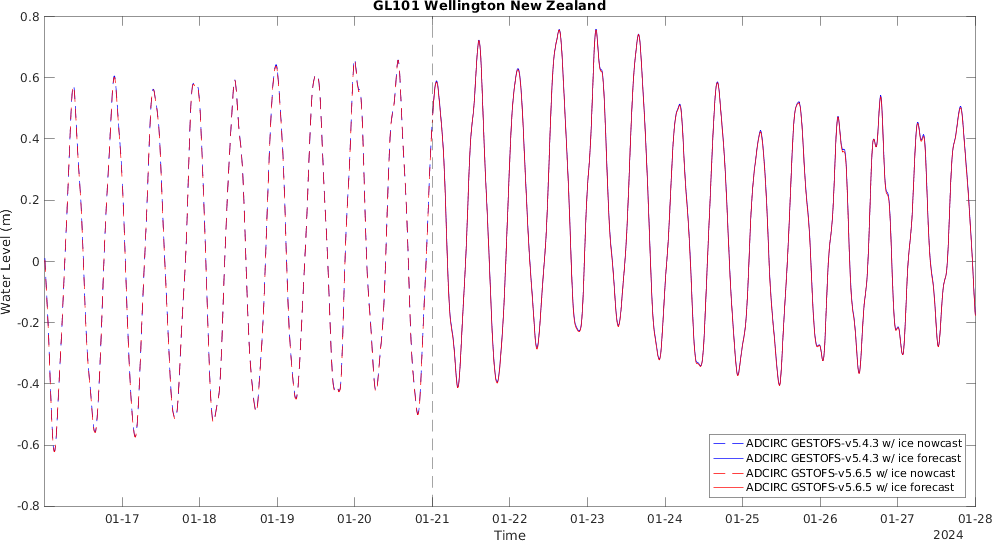 GL101 Wellington New Zealand
Water Level (m)
0.8
0.6
0.4
0.2
0
-0.2
-0.4
-0.6
-0.8
ADCIRC GESTOFS-v5.4.3 w/ ice nowcast
ADCIRC GESTOFS-v5.4.3 w/ ice forecast
ADCIRC GSTOFS-v5.6.5 w/ ice nowcast
ADCIRC GSTOFS-v5.6.5 w/ ice forecast
01-17 01-18 01-19 01-20 01-21 01-22 01-23 01-24 01-25 01-26 01-27 01-28
Time
2024